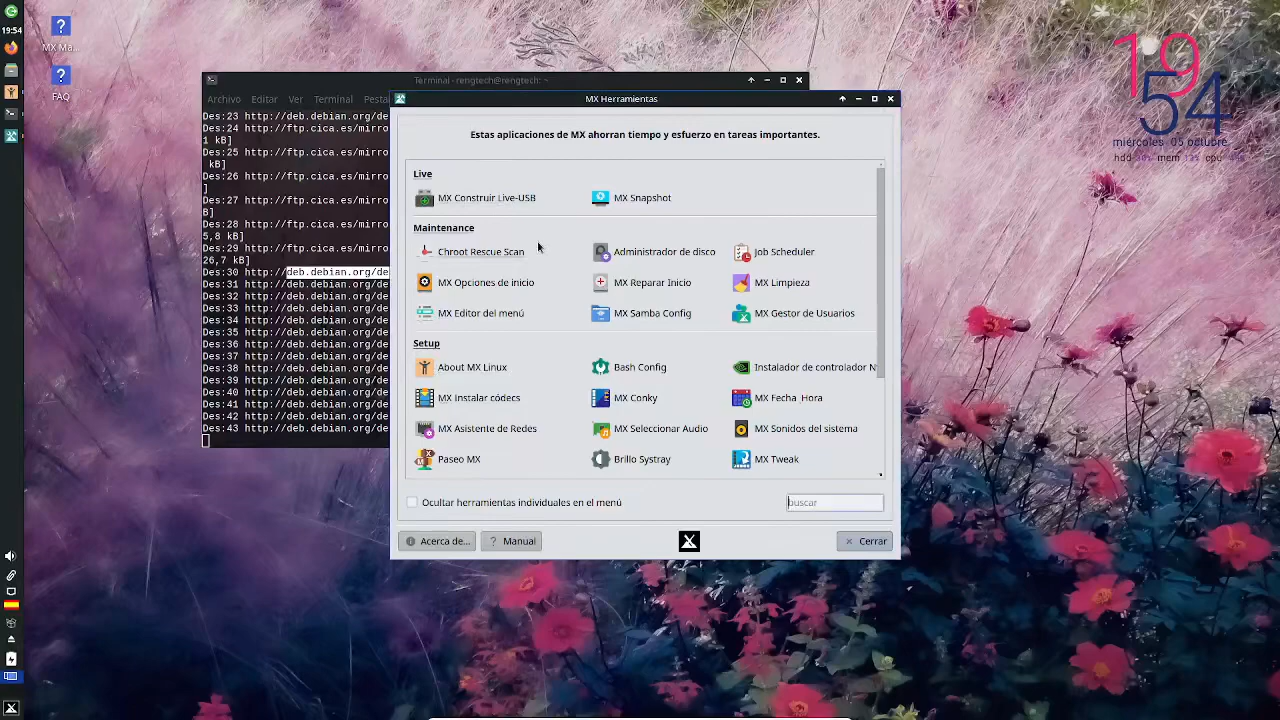 19:54
MX Ma...
FAQ
Terminal - rengtech@rengtech: ~
Archivo Editar Ver Terminal Pesta
Des:23 http://deb.debian.org/de
Des:24 http://ftp.cica.es/mirro
1 kB]
Des:25 http://ftp.cica.es/mirro
kB]
Des:26 http://ftp.cica.es/mirro
]
Des:27 http://ftp.cica.es/mirro
B]
Des:28 http://ftp.cica.es/mirro
5,8 kB]
Des:29 http://ftp.cica.es/mirro
26,7 kB]
Des:30 http://deb.debian.org/de
Des:31 http://deb.debian.org/de
Des:32 http://deb.debian.org/de
Des:33 http://deb.debian.org/de
Des:34 http://deb.debian.org/de
Des:35 http://deb.debian.org/de
Des:36 http://deb.debian.org/de
Des:37 http://deb.debian.org/de
Des:38 http://deb.debian.org/de
Des:39 http://deb.debian.org/de
Des:40 http://deb.debian.org/de
Des:41 http://deb.debian.org/de
Des:42 http://deb.debian.org/de
Des:43 http://deb.debian.org/de
MX Herramientas
Estas aplicaciones de MX ahorran tiempo y esfuerzo en tareas importantes.
Live
MX Construir Live-USB MX Snapshot
Maintenance
Chroot Rescue Scan Administrador de disco Job Scheduler
MX Opciones de inicio MX Reparar Inicio MX Limpieza
MX Editor del menú MX Samba Config MX Gestor de Usuarios
Setup
About MX Linux Bash Config Instalador de controlador N
MX Instalar códecs MX Conky MX Fecha_Hora
MX Asistente de Redes MX Seleccionar Audio MX Sonidos del sistema
Paseo MX Brillo Systray MX Tweak
Ocultar herramientas individuales en el menú buscar
Acerca de... ? Manual Cerrar
19
54
miércoles 05 octubre
hdd mem cpu